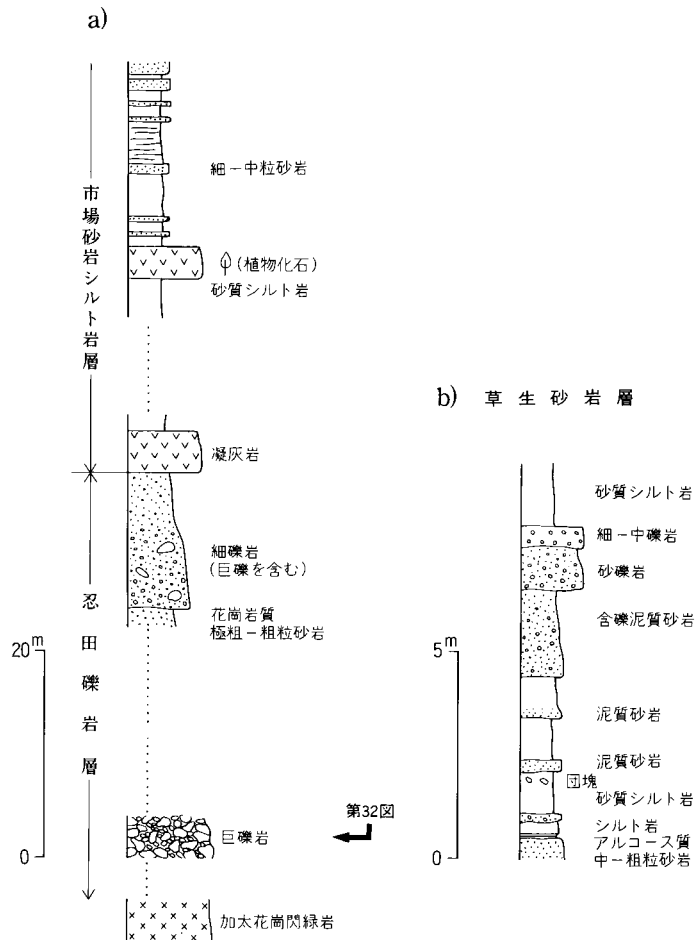 a)
市場砂岩シルト岩層
細－中粒砂岩
(植物化石)
砂質シルト岩
凝灰岩
忍田礫岩層
細礫岩
(巨礫を含む)
花崗岩質
極粗－粗粒砂岩
20m
0
第32図
巨礫岩
加太花崗閃緑岩
b) 草生砂岩層
砂質シルト岩
細－中礫岩
砂礫岩
含礫泥質砂岩
5m
泥質砂岩
泥質砂岩
団塊
砂質シルト岩
シルト岩
アルコース質
中－粗粒砂岩
0